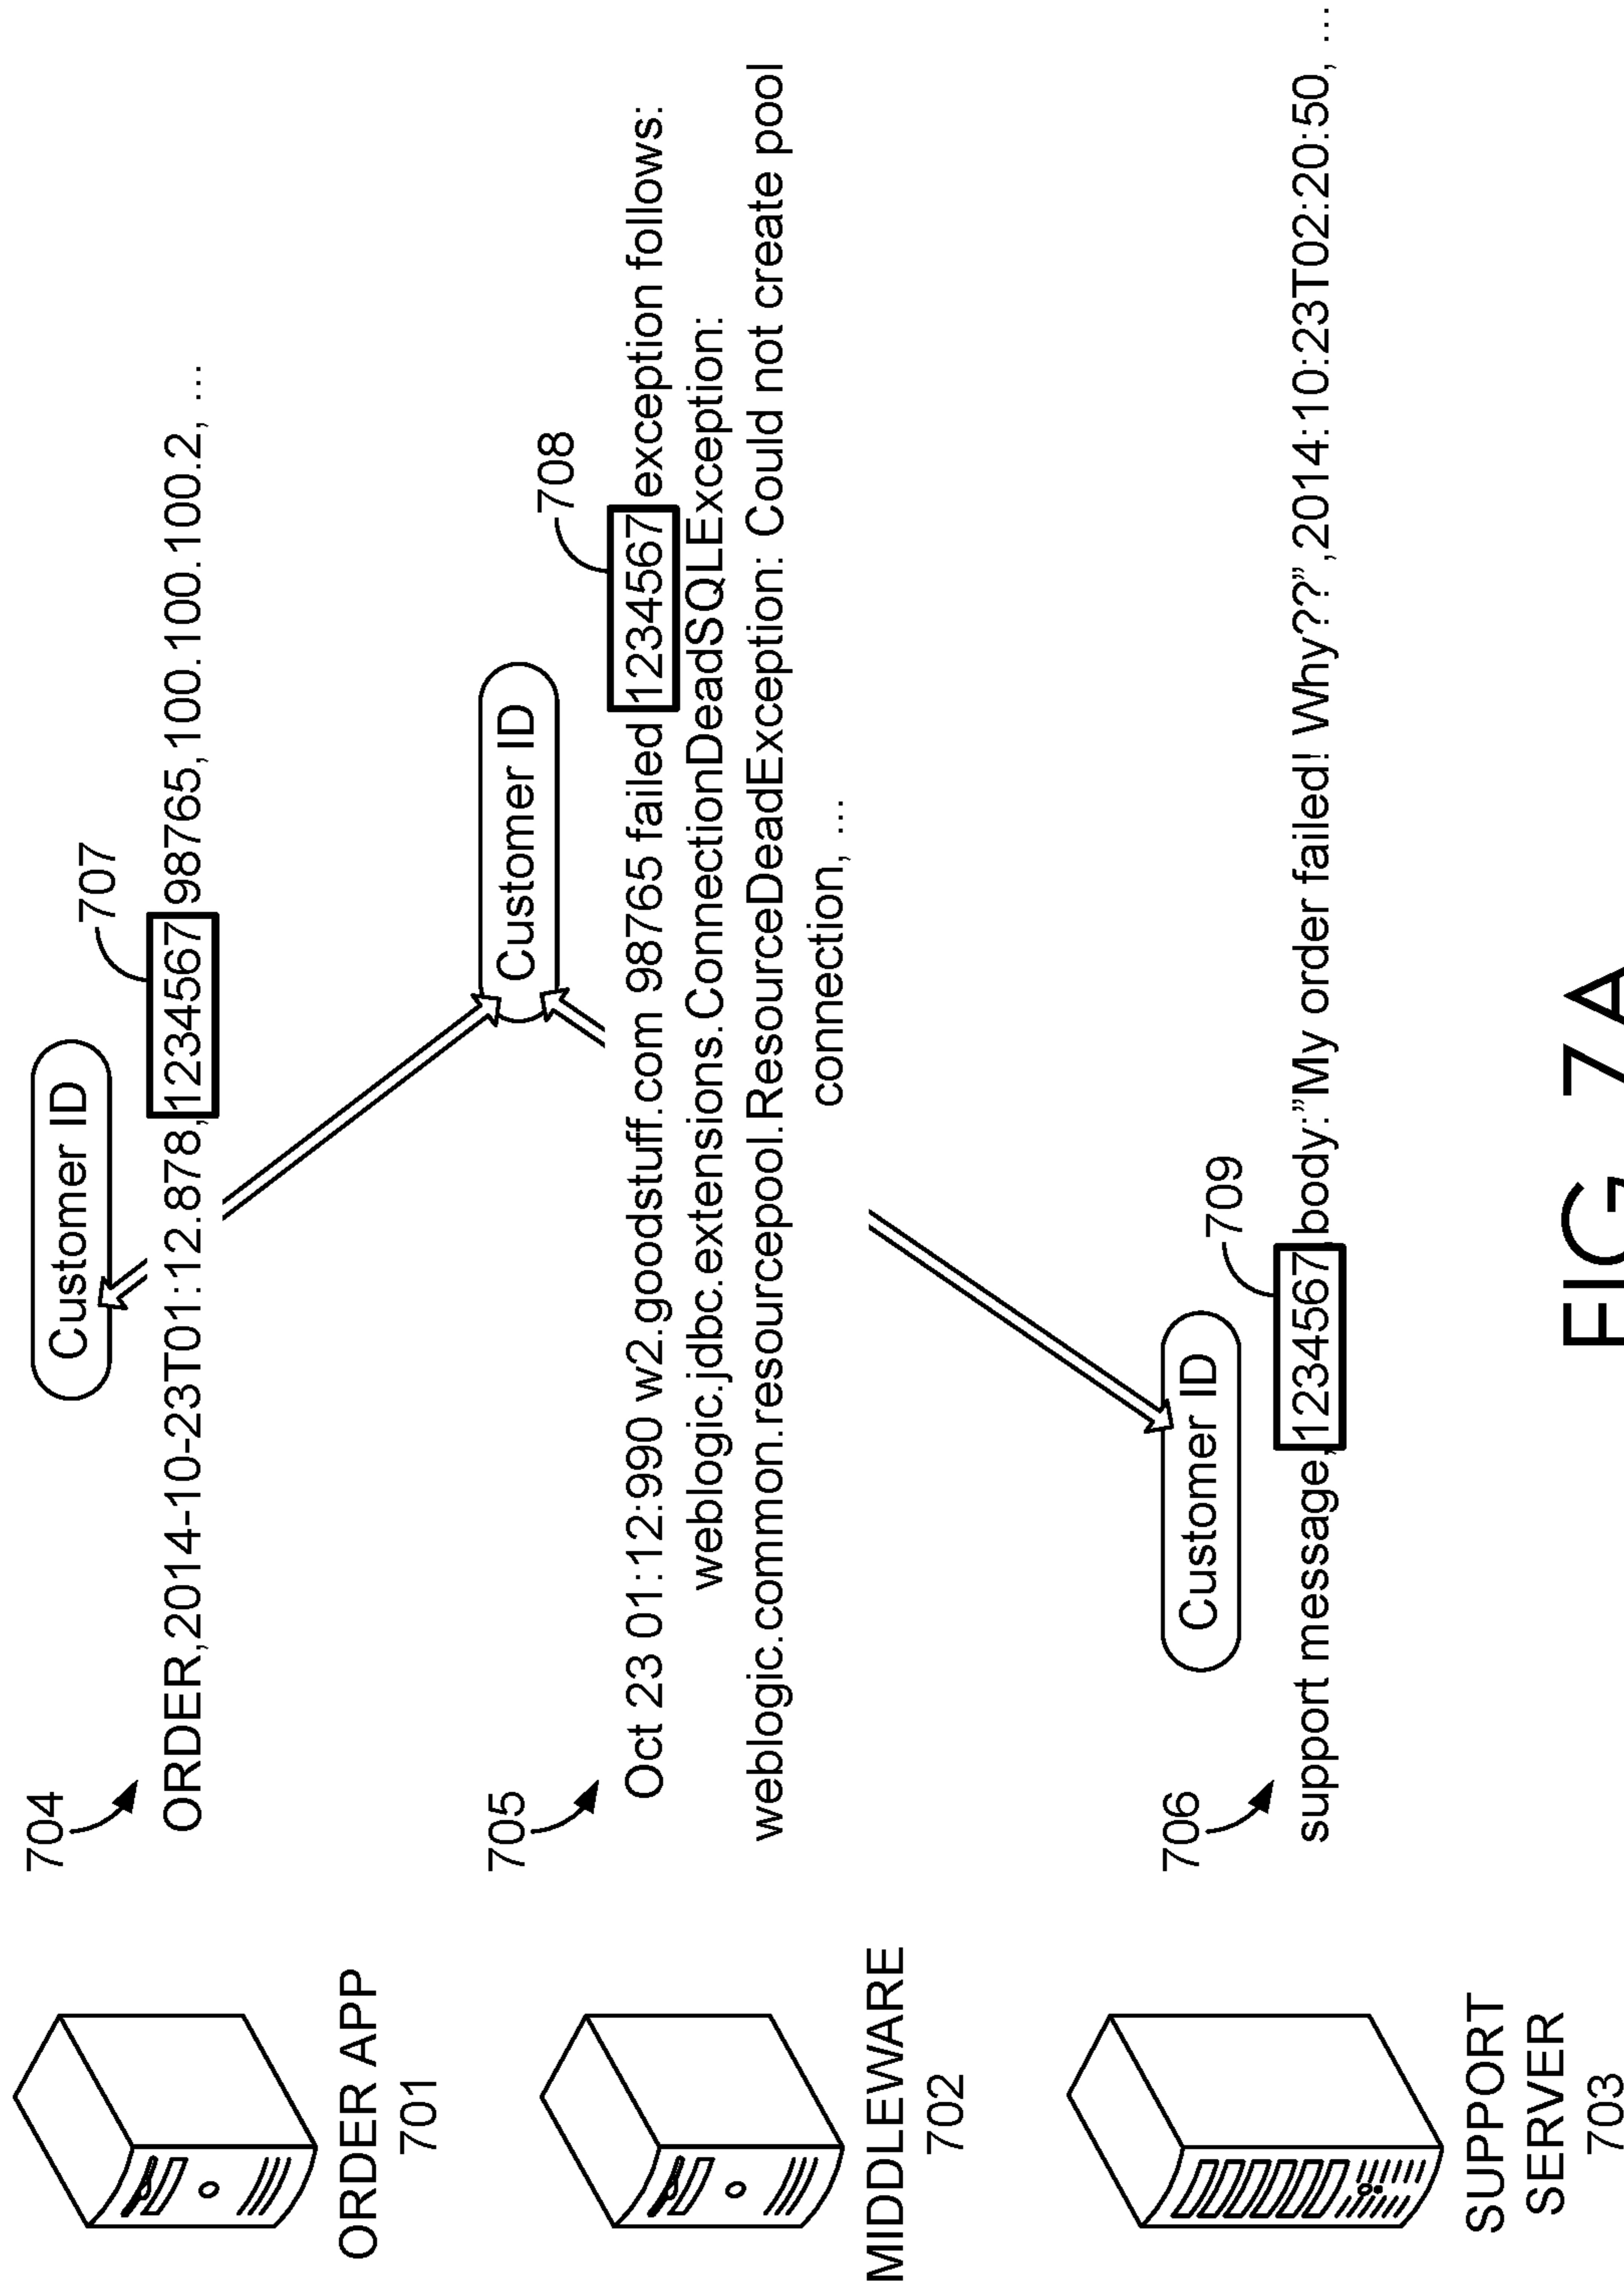 704
Customer ID
707
ORDER,2014-10-23T01:12:12.878,1234567,98765,100.100.100.2, …
ORDER APP
701
705
Customer ID
708
Oct 23 01:12:12:990 w2.goodstuff.com 98765 failed 1234567 exception follows:
weblogic.jdbc.extensions.ConnectionDeadSQLException:
weblogic.common.resourcepool.ResourceDeadException: Could not create pool
connection, …
MIDDLEWARE
702
706
Customer ID
709
support message,1234567,body:”My order failed! Why??”,2014:10:23T02:20:50, …
SUPPORT
SERVER
703
FIG. 7A